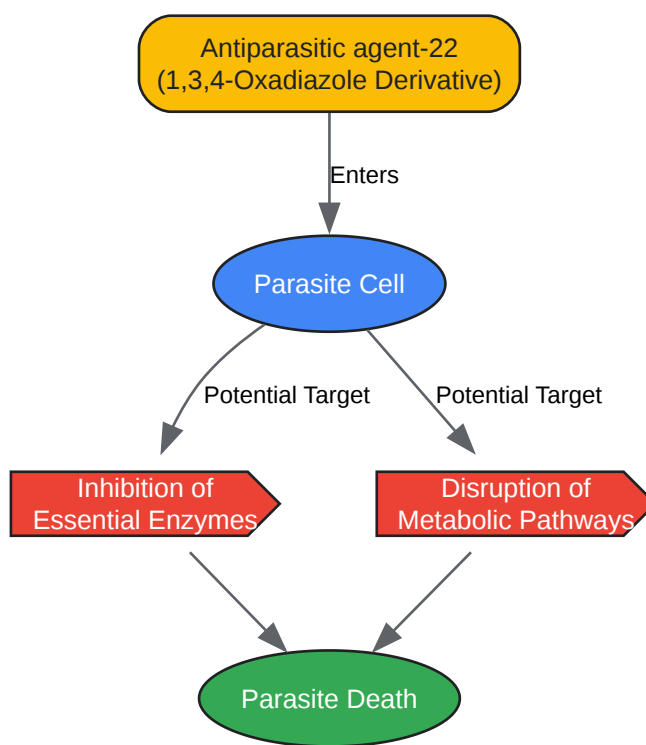 Antiparasitic agent-22
(1,3,4-Oxadiazole Derivative)
Enters
Parasite Cell
Potential Target
Potential Target
Inhibition of
Essential Enzymes
Disruption of
Metabolic Pathways
Parasite Death